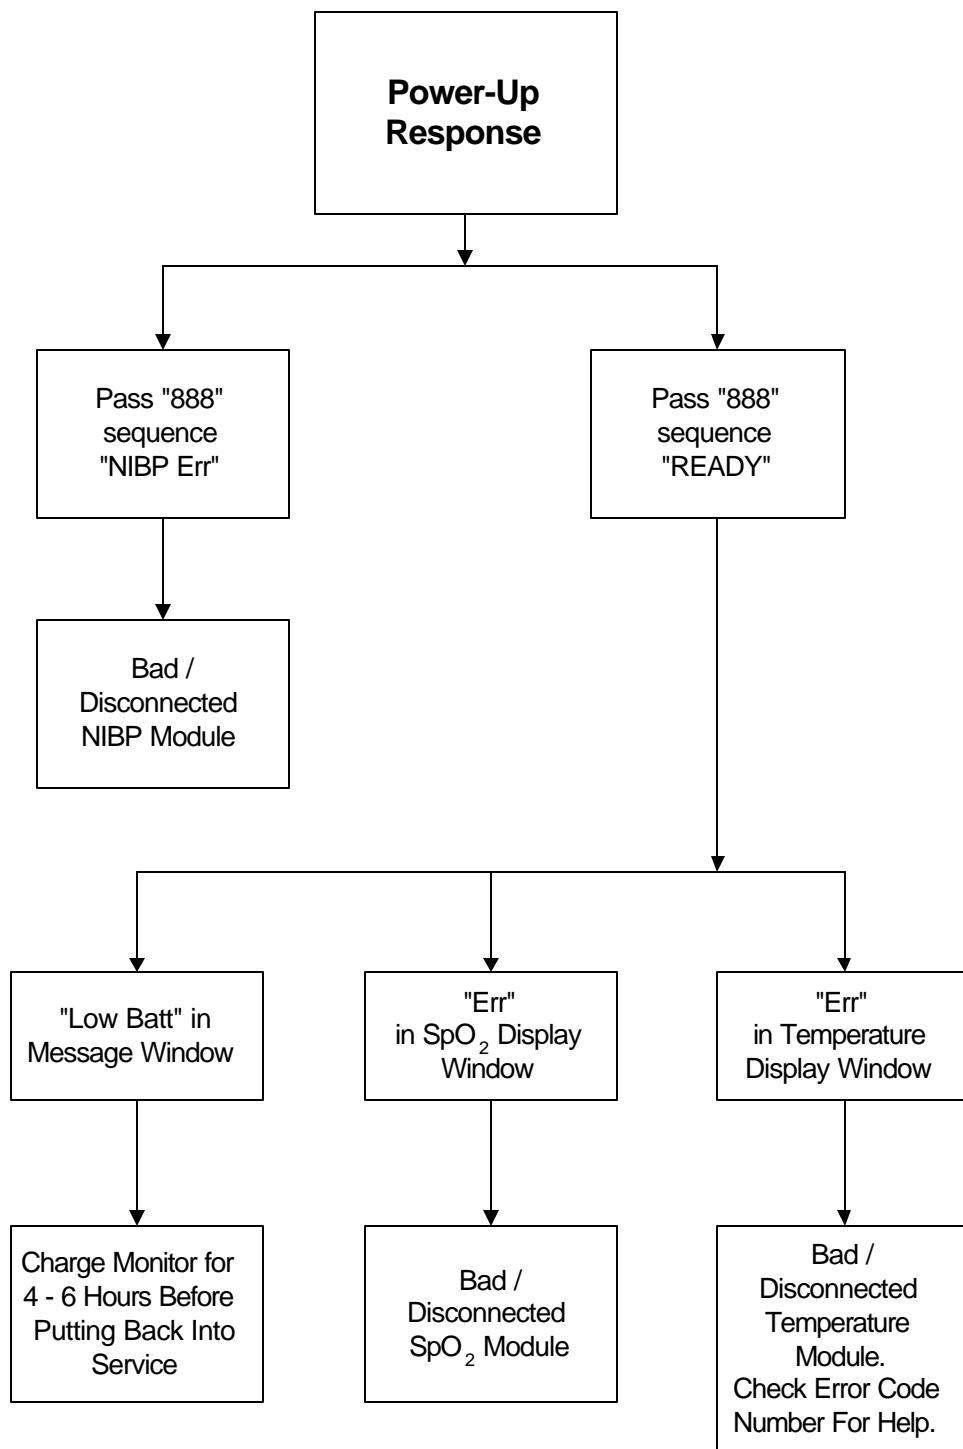 Power-Up
Response
Pass "888"
sequence
"NIBP Err"
Pass "888"
sequence
"READY"
Bad /
Disconnected
NIBP Module
"Low Batt" in
Message Window
"Err"
in SpO₂ Display
Window
"Err"
in Temperature
Display Window
Charge Monitor for
4 - 6 Hours Before
Putting Back Into
Service
Bad /
Disconnected
SpO₂ Module
Bad /
Disconnected
Temperature
Module.
Check Error Code
Number For Help.